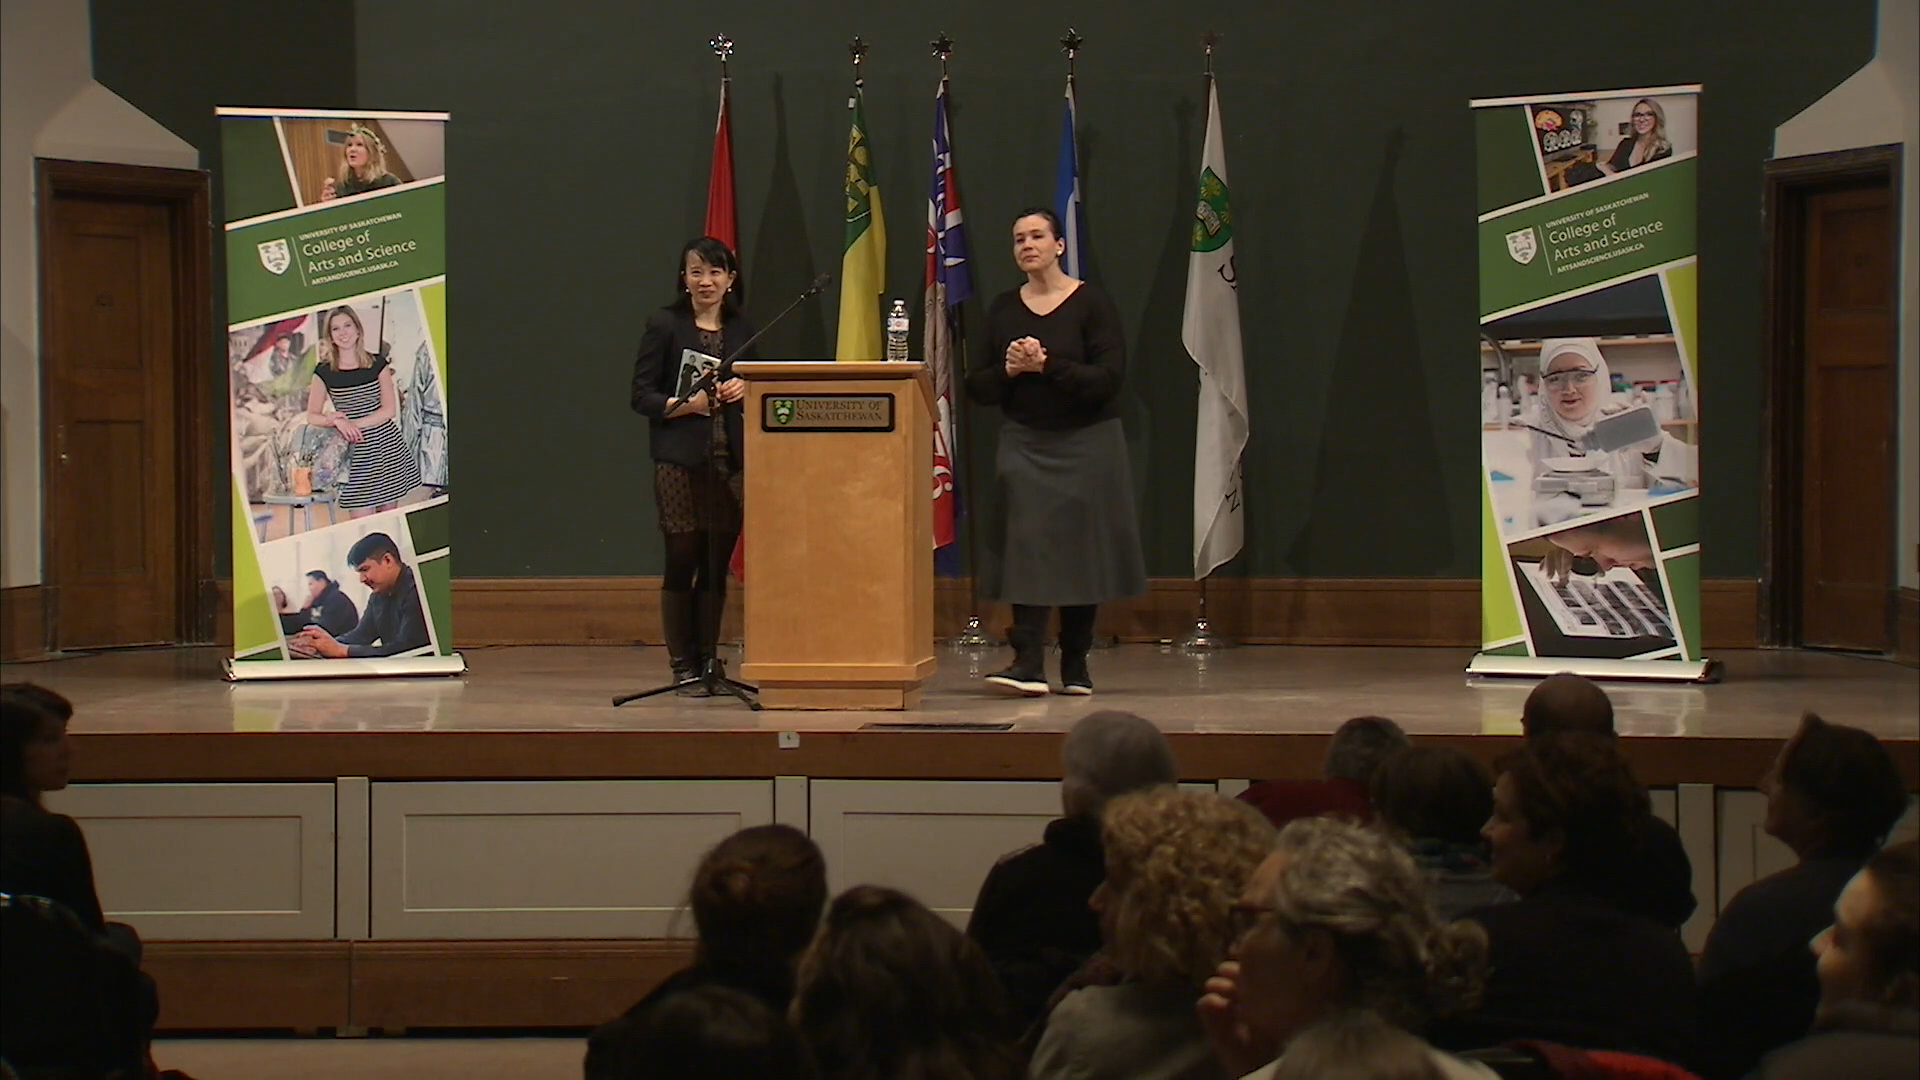 UNIVERSITY OF SASKATCHEWAN
College of
Arts and Science
ARTSANDSCIENCE.USASK.CA
UNIVERSITY OF
SASKATCHEWAN
UNIVERSITY OF SASKATCHEWAN
College of
Arts and Science
ARTSANDSCIENCE.USASK.CA